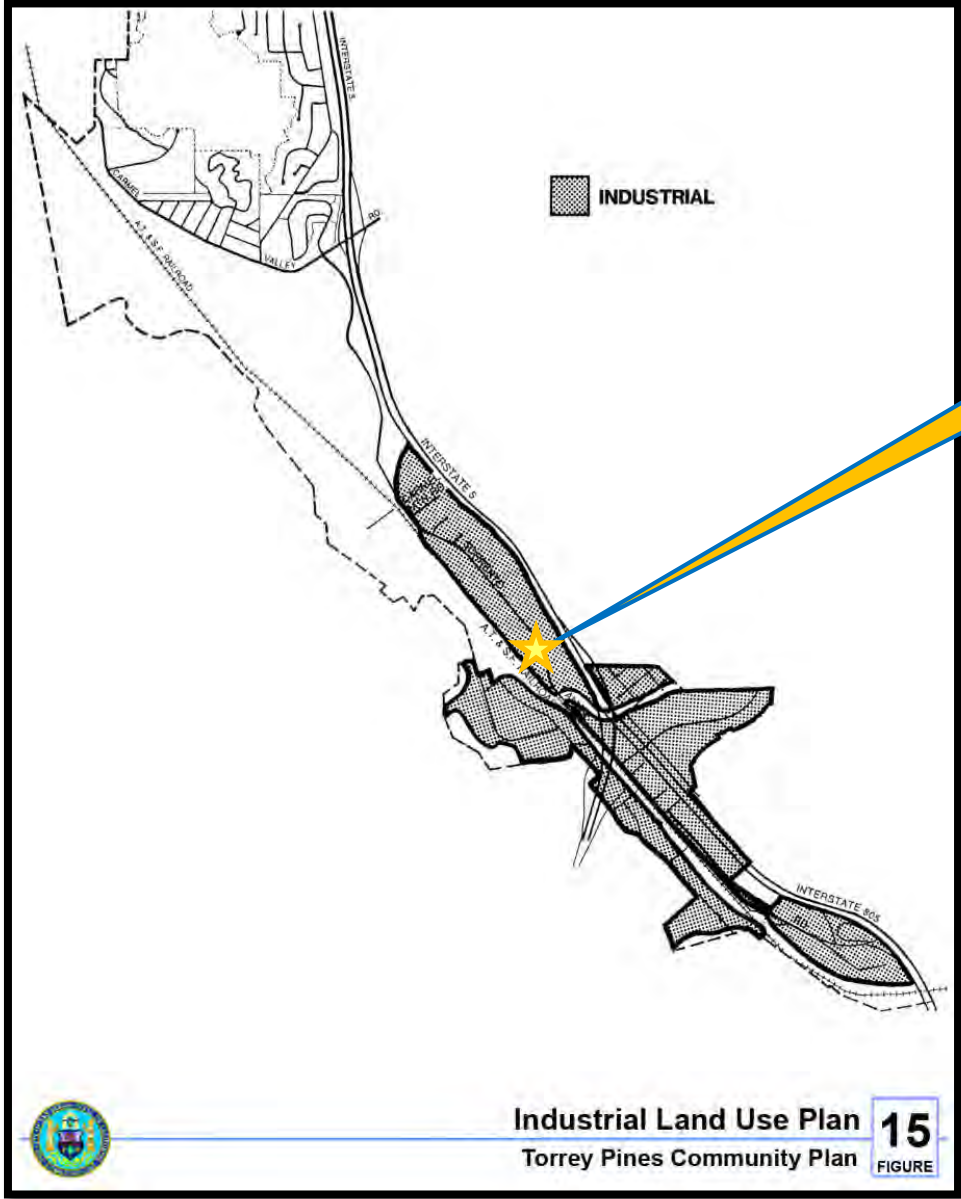 INTERSTATE 5
INDUSTRIAL
CARMEL
VALLEY
RD
A.T. & S.F. RAILROAD
INTERSTATE 5
SORRENTO
A.T. & S.F.
INTERSTATE 805
Industrial Land Use Plan
Torrey Pines Community Plan
15
FIGURE